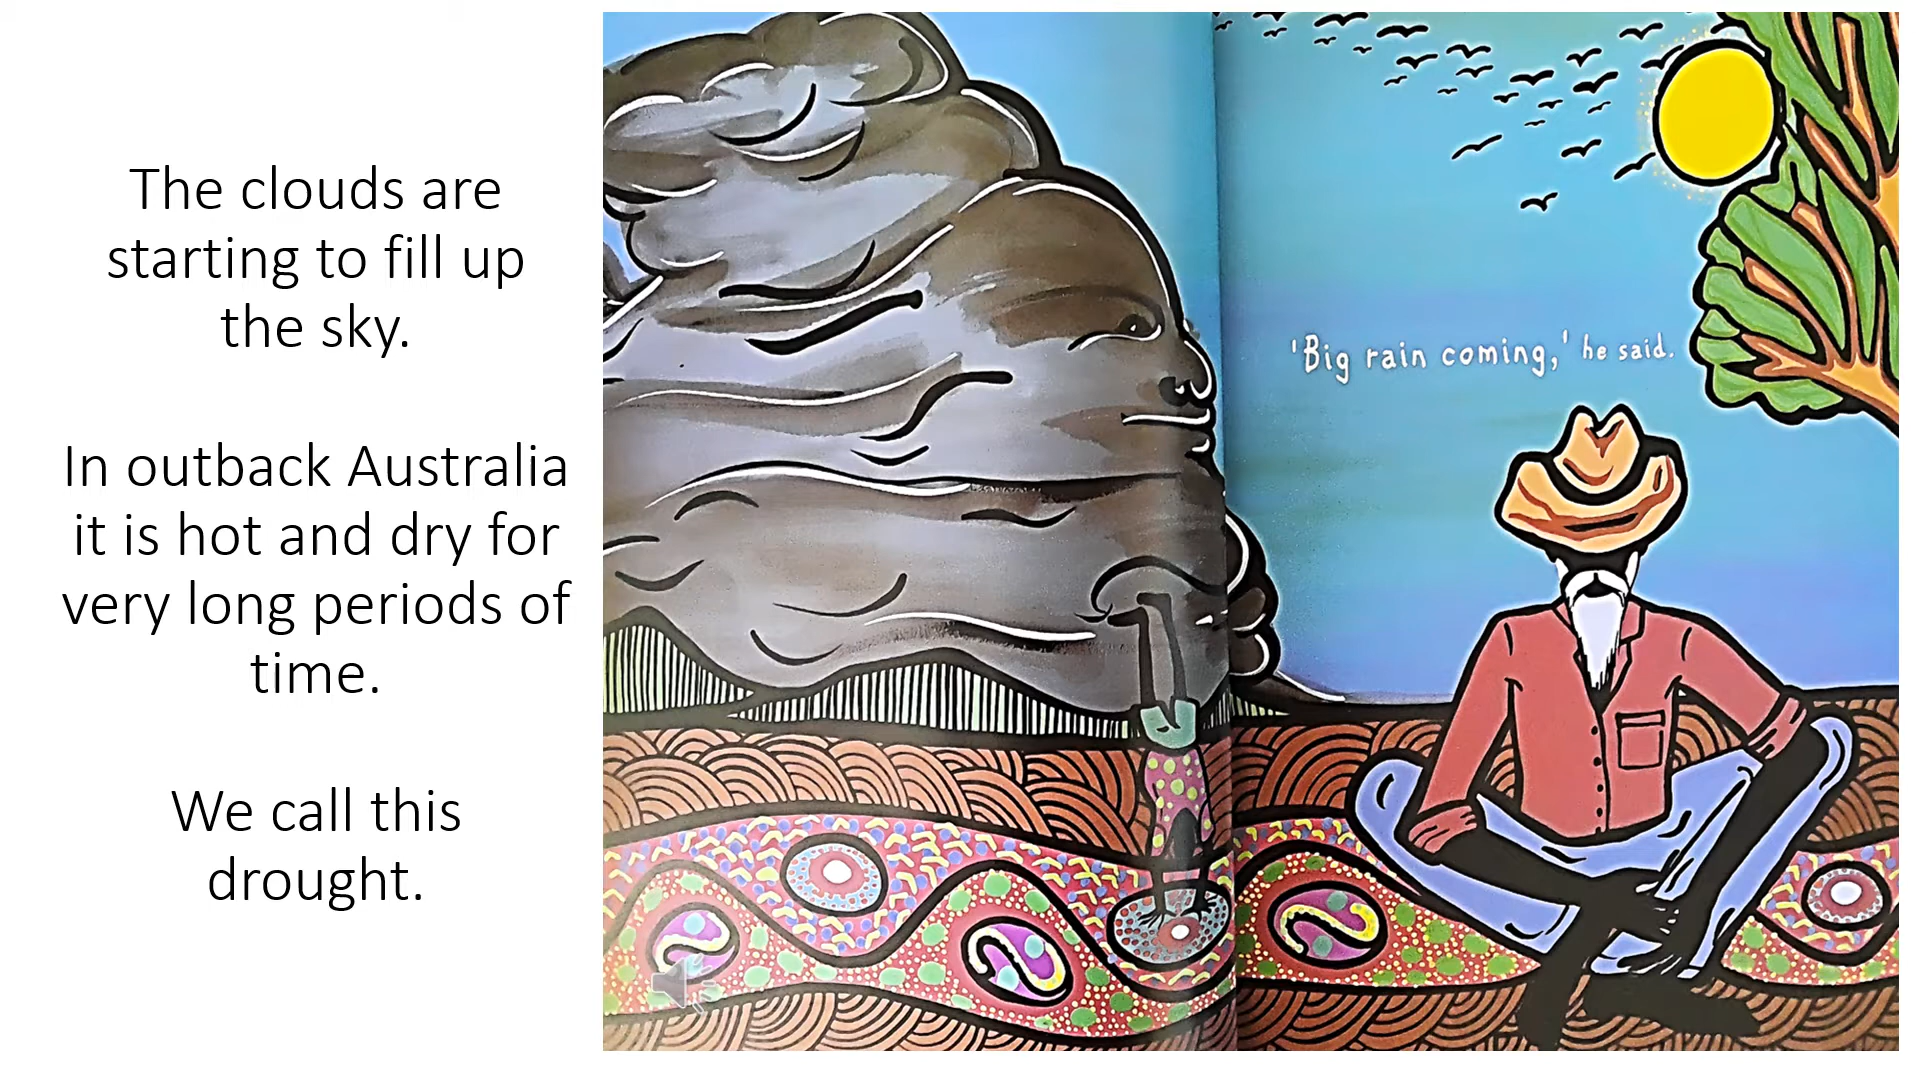 The clouds are
starting to fill up
the sky.
In outback Australia
it is hot and dry for
very long periods of
time.
We call this
drought.
'Big rain coming,' he said.